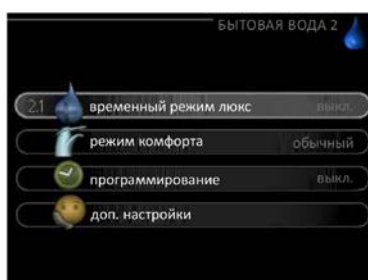 БЫТОВАЯ ВОДА 2
2.1 временный режим люкс выкл.
режим комфорта обычный
программирование выкл.
доп. настройки